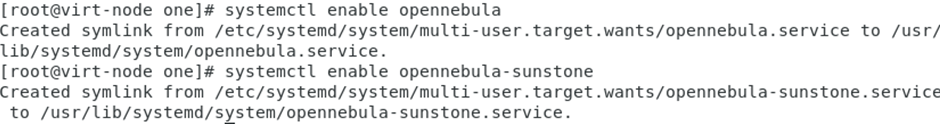 [root@virt-node one]# systemctl enable opennebula
Created symlink from /etc/systemd/system/multi-user.target.wants/opennebula.service to /usr/
lib/systemd/system/opennebula.service.
[root@virt-node one]# systemctl enable opennebula-sunstone
Created symlink from /etc/systemd/system/multi-user.target.wants/opennebula-sunstone.service
 to /usr/lib/systemd/system/opennebula-sunstone.service.